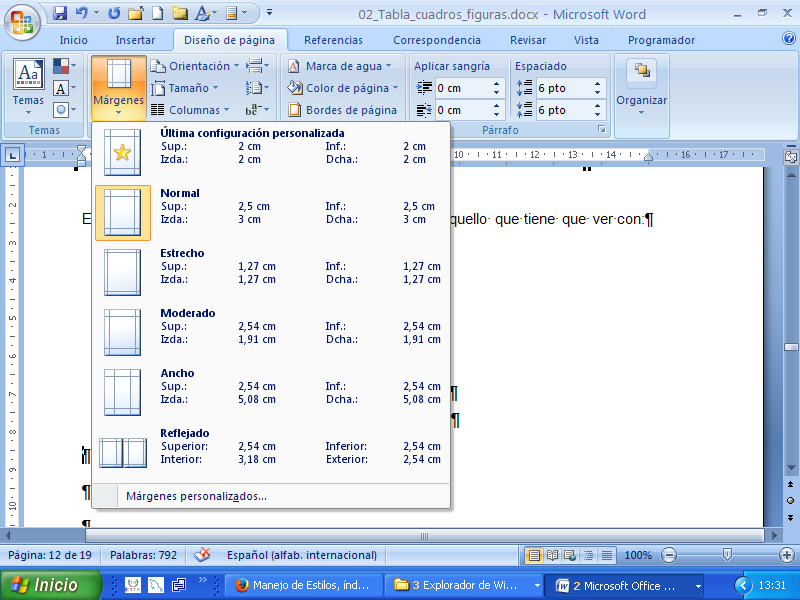 02_Tabla_cuadros_figuras.docx - Microsoft Word
Inicio Insertar Diseño de página Referencias Correspondencia Revisar Vista Programador
Temas
Temas
Márgenes
Orientación
Tamaño
Columnas
Marca de agua
Color de página
Bordes de página
Aplicar sangría
0 cm
0 cm
Espaciado
6 pto
6 pto
Párrafo
Organizar
1
10 11 12 13 14 15 16 17
Última configuración personalizada
Sup.: 2 cm Inf.: 2 cm
Izda.: 2 cm Dcha.: 2 cm
Normal
Sup.: 2,5 cm Inf.: 2,5 cm
Izda.: 3 cm Dcha.: 3 cm
Estrecho
Sup.: 1,27 cm Inf.: 1,27 cm
Izda.: 1,27 cm Dcha.: 1,27 cm
Moderado
Sup.: 2,54 cm Inf.: 2,54 cm
Izda.: 1,91 cm Dcha.: 1,91 cm
Ancho
Sup.: 2,54 cm Inf.: 2,54 cm
Izda.: 5,08 cm Dcha.: 5,08 cm
Reflejado
Superior: 2,54 cm Inferior: 2,54 cm
Interior: 3,18 cm Exterior: 2,54 cm
Márgenes personalizados...
quello· que·tiene· que· ver·con:¶
Página: 12 de 19 Palabras: 792 Español (alfab. internacional) 100%
Inicio Manejo de Estilos, índ... 3 Explorador de Wi... 2 Microsoft Office ... 13:31